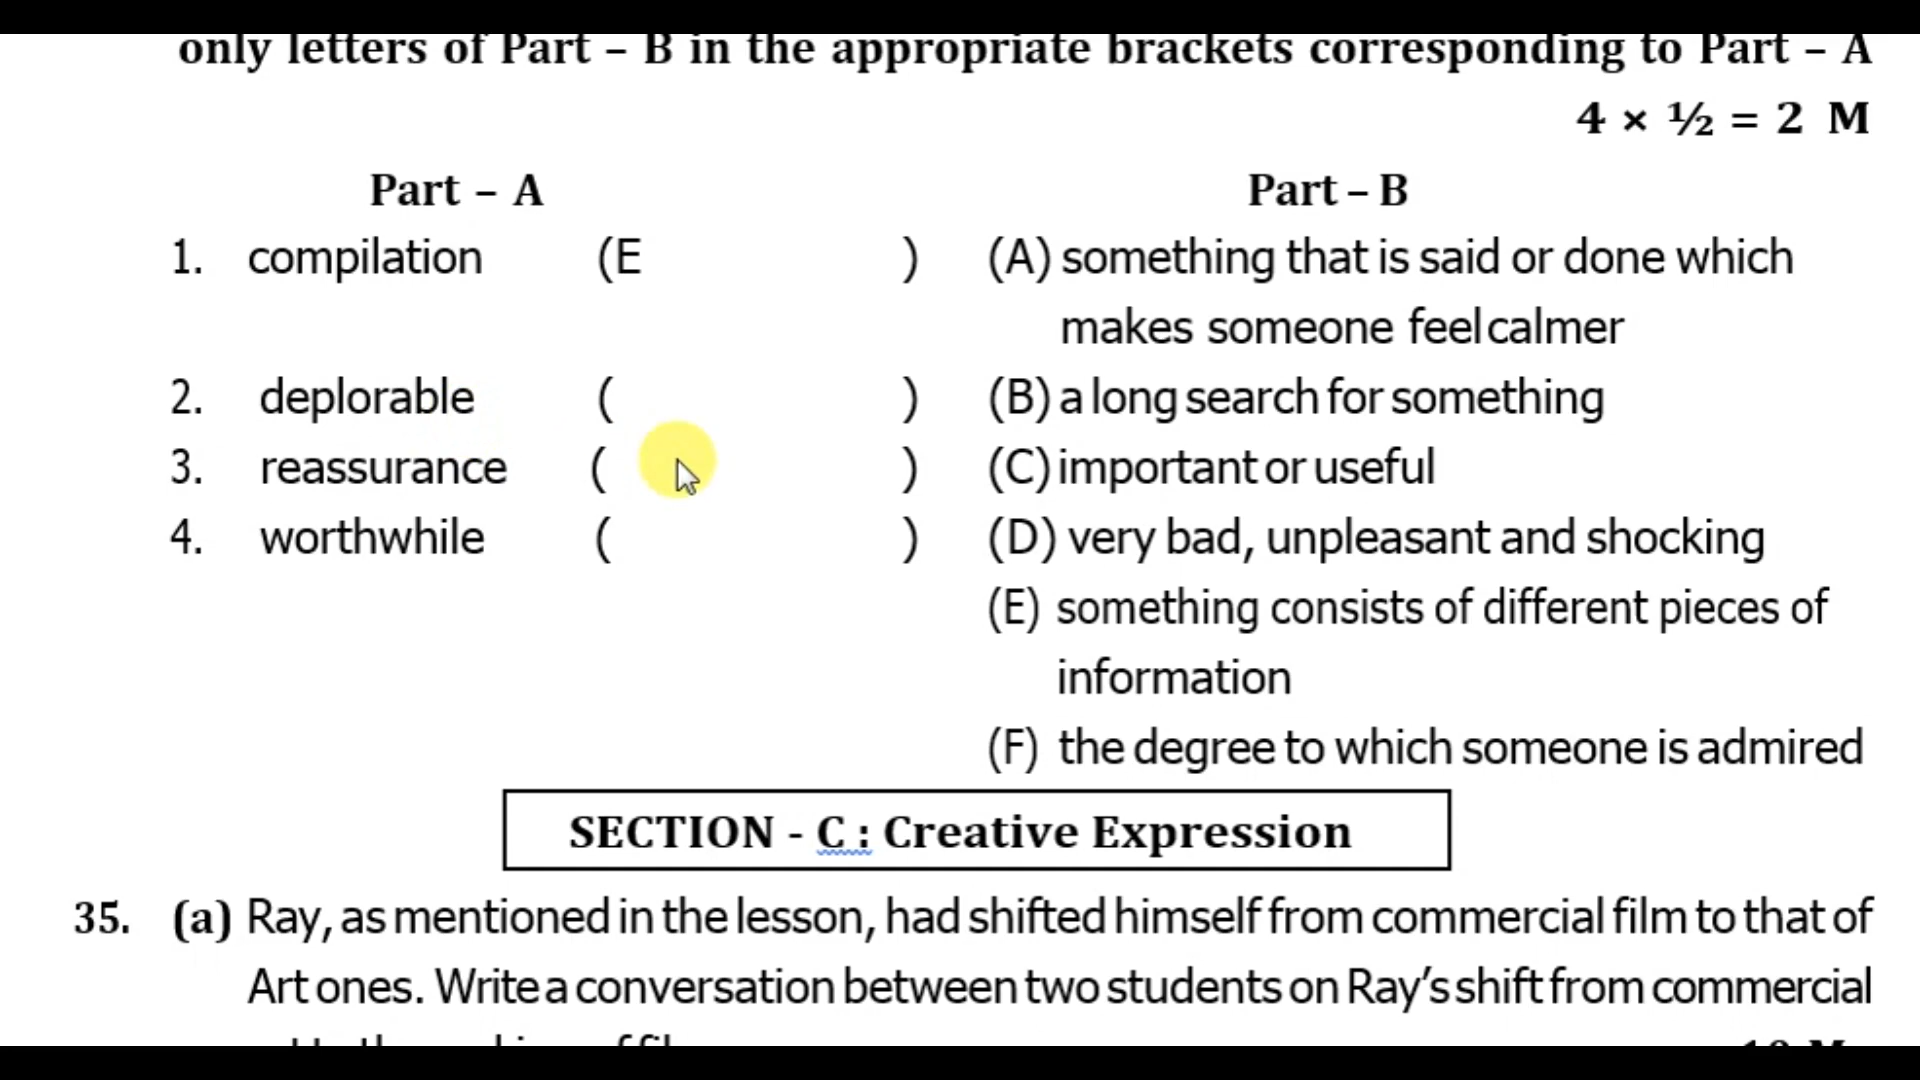 only letters of Part – B in the appropriate brackets corresponding to Part – A
4 × ½ = 2 M
Part – A Part – B
1. compilation (E ) (A) something that is said or done which
makes someone feel calmer
2. deplorable ( ) (B) a long search for something
3. reassurance ( ) (C) important or useful
4. worthwhile ( ) (D) very bad, unpleasant and shocking
(E) something consists of different pieces of
information
(F) the degree to which someone is admired
SECTION - C : Creative Expression
35. (a) Ray, as mentioned in the lesson, had shifted himself from commercial film to that of
Art ones. Write a conversation between two students on Ray’s shift from commercial